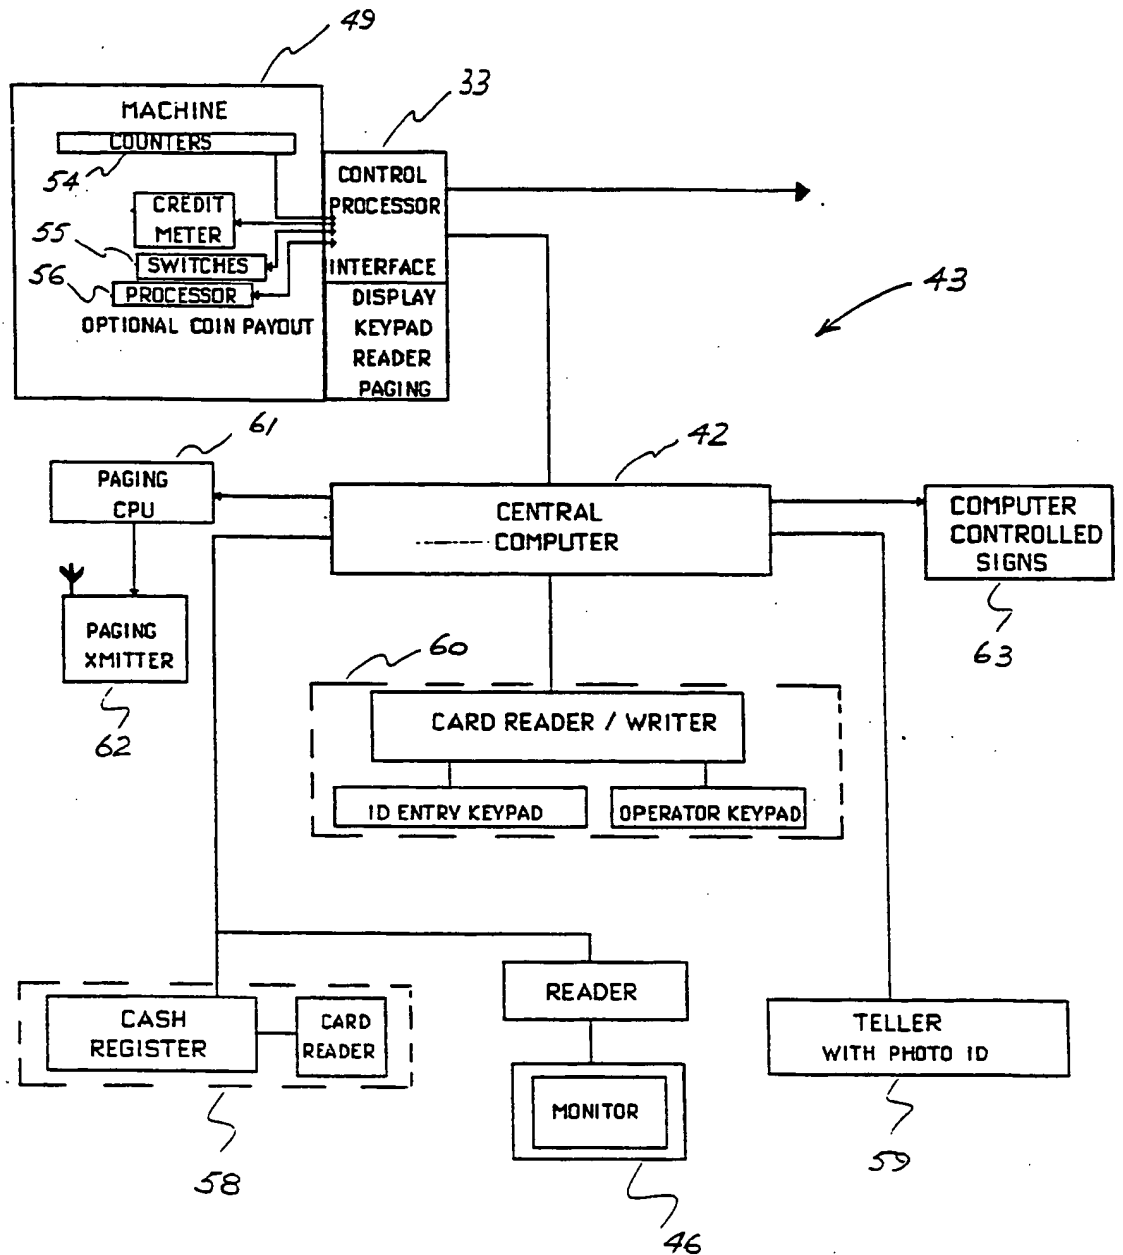 49
MACHINE
COUNTERS
54
CREDIT
METER
55
SWITCHES
56
PROCESSOR
OPTIONAL COIN PAYOUT
33
CONTROL
PROCESSOR
INTERFACE
DISPLAY
KEYPAD
READER
PAGING
43
61
PAGING
CPU
42
CENTRAL
COMPUTER
COMPUTER
CONTROLLED
SIGNS
63
PAGING
XMITTER
62
60
CARD READER / WRITER
ID ENTRY KEYPAD
OPERATOR KEYPAD
CASH
REGISTER
CARD
READER
58
READER
MONITOR
46
TELLER
WITH PHOTO ID
59